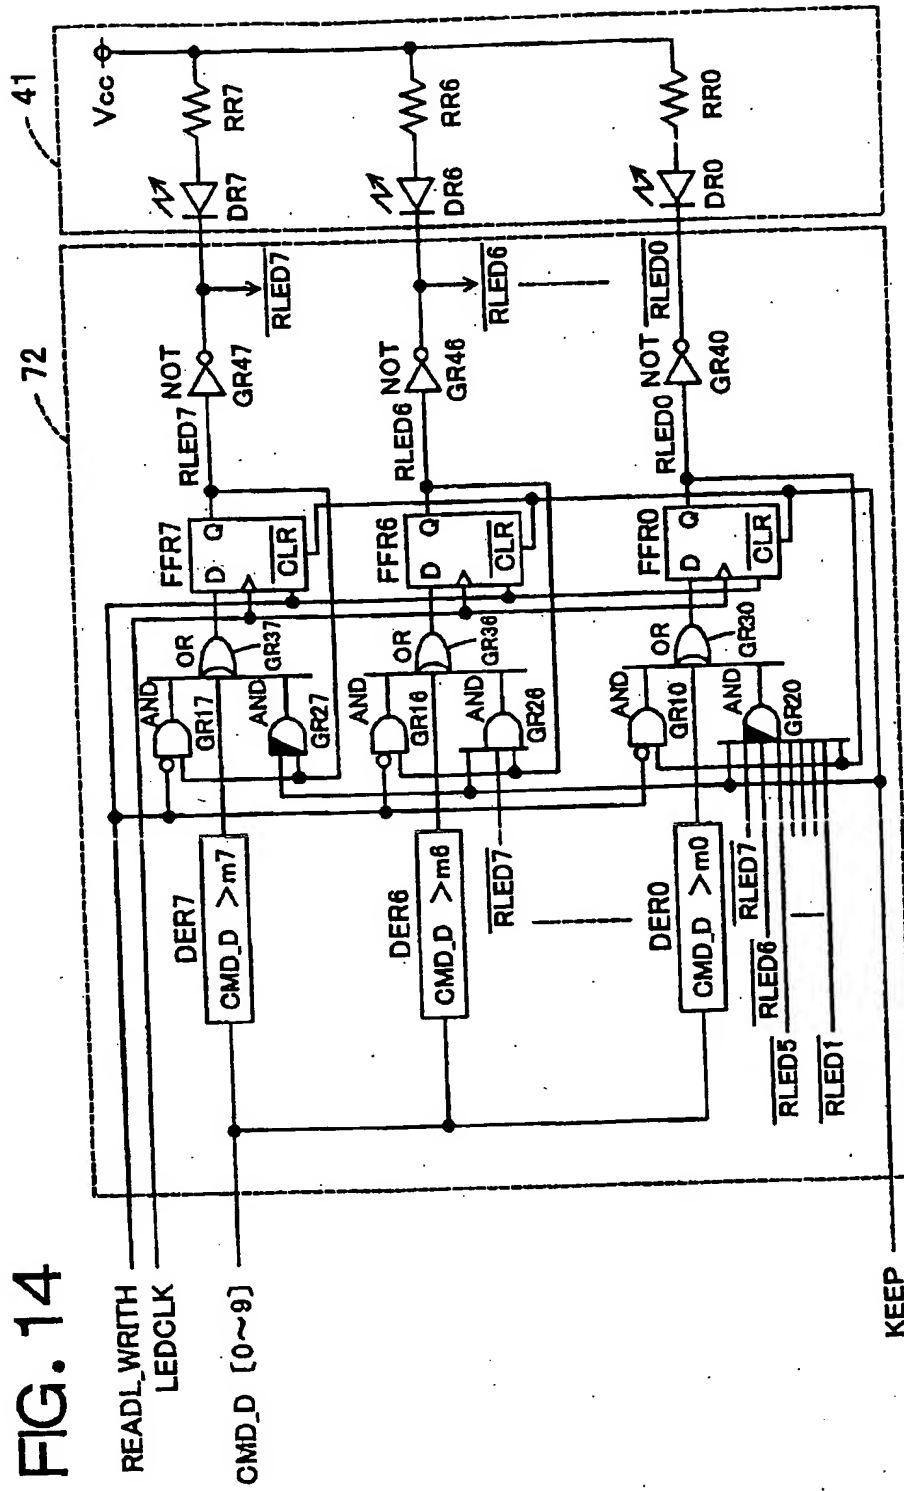 FIG. 14
72
41
READL_WRITH
LEDCLK
CMD_D [0~9]
KEEP
Vcc
DER7
CMD_D >m7
AND
GR17
AND
GR27
OR
GR37
FFR7
D
Q
CLR
RLED7
NOT
GR47
RLED7
DR7
RR7
DER6
CMD_D >m6
RLED7
AND
GR16
AND
GR26
OR
GR36
FFR6
D
Q
CLR
RLED6
NOT
GR46
RLED6
DR6
RR6
DER0
CMD_D >m0
RLED7
RLED6
RLED5
RLED1
AND
GR10
AND
GR20
OR
GR30
FFR0
D
Q
CLR
RLED0
NOT
GR40
RLED0
DR0
RR0